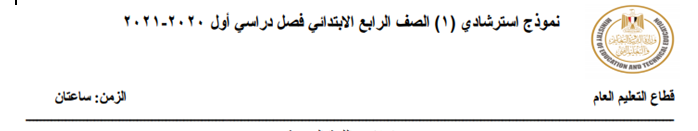 نموذج استرشادي (١) الصف الرابع الابتدائي فصل دراسي أول ٢٠٢٠-٢٠٢١
قطاع التعليم العام
الزمن: ساعتان